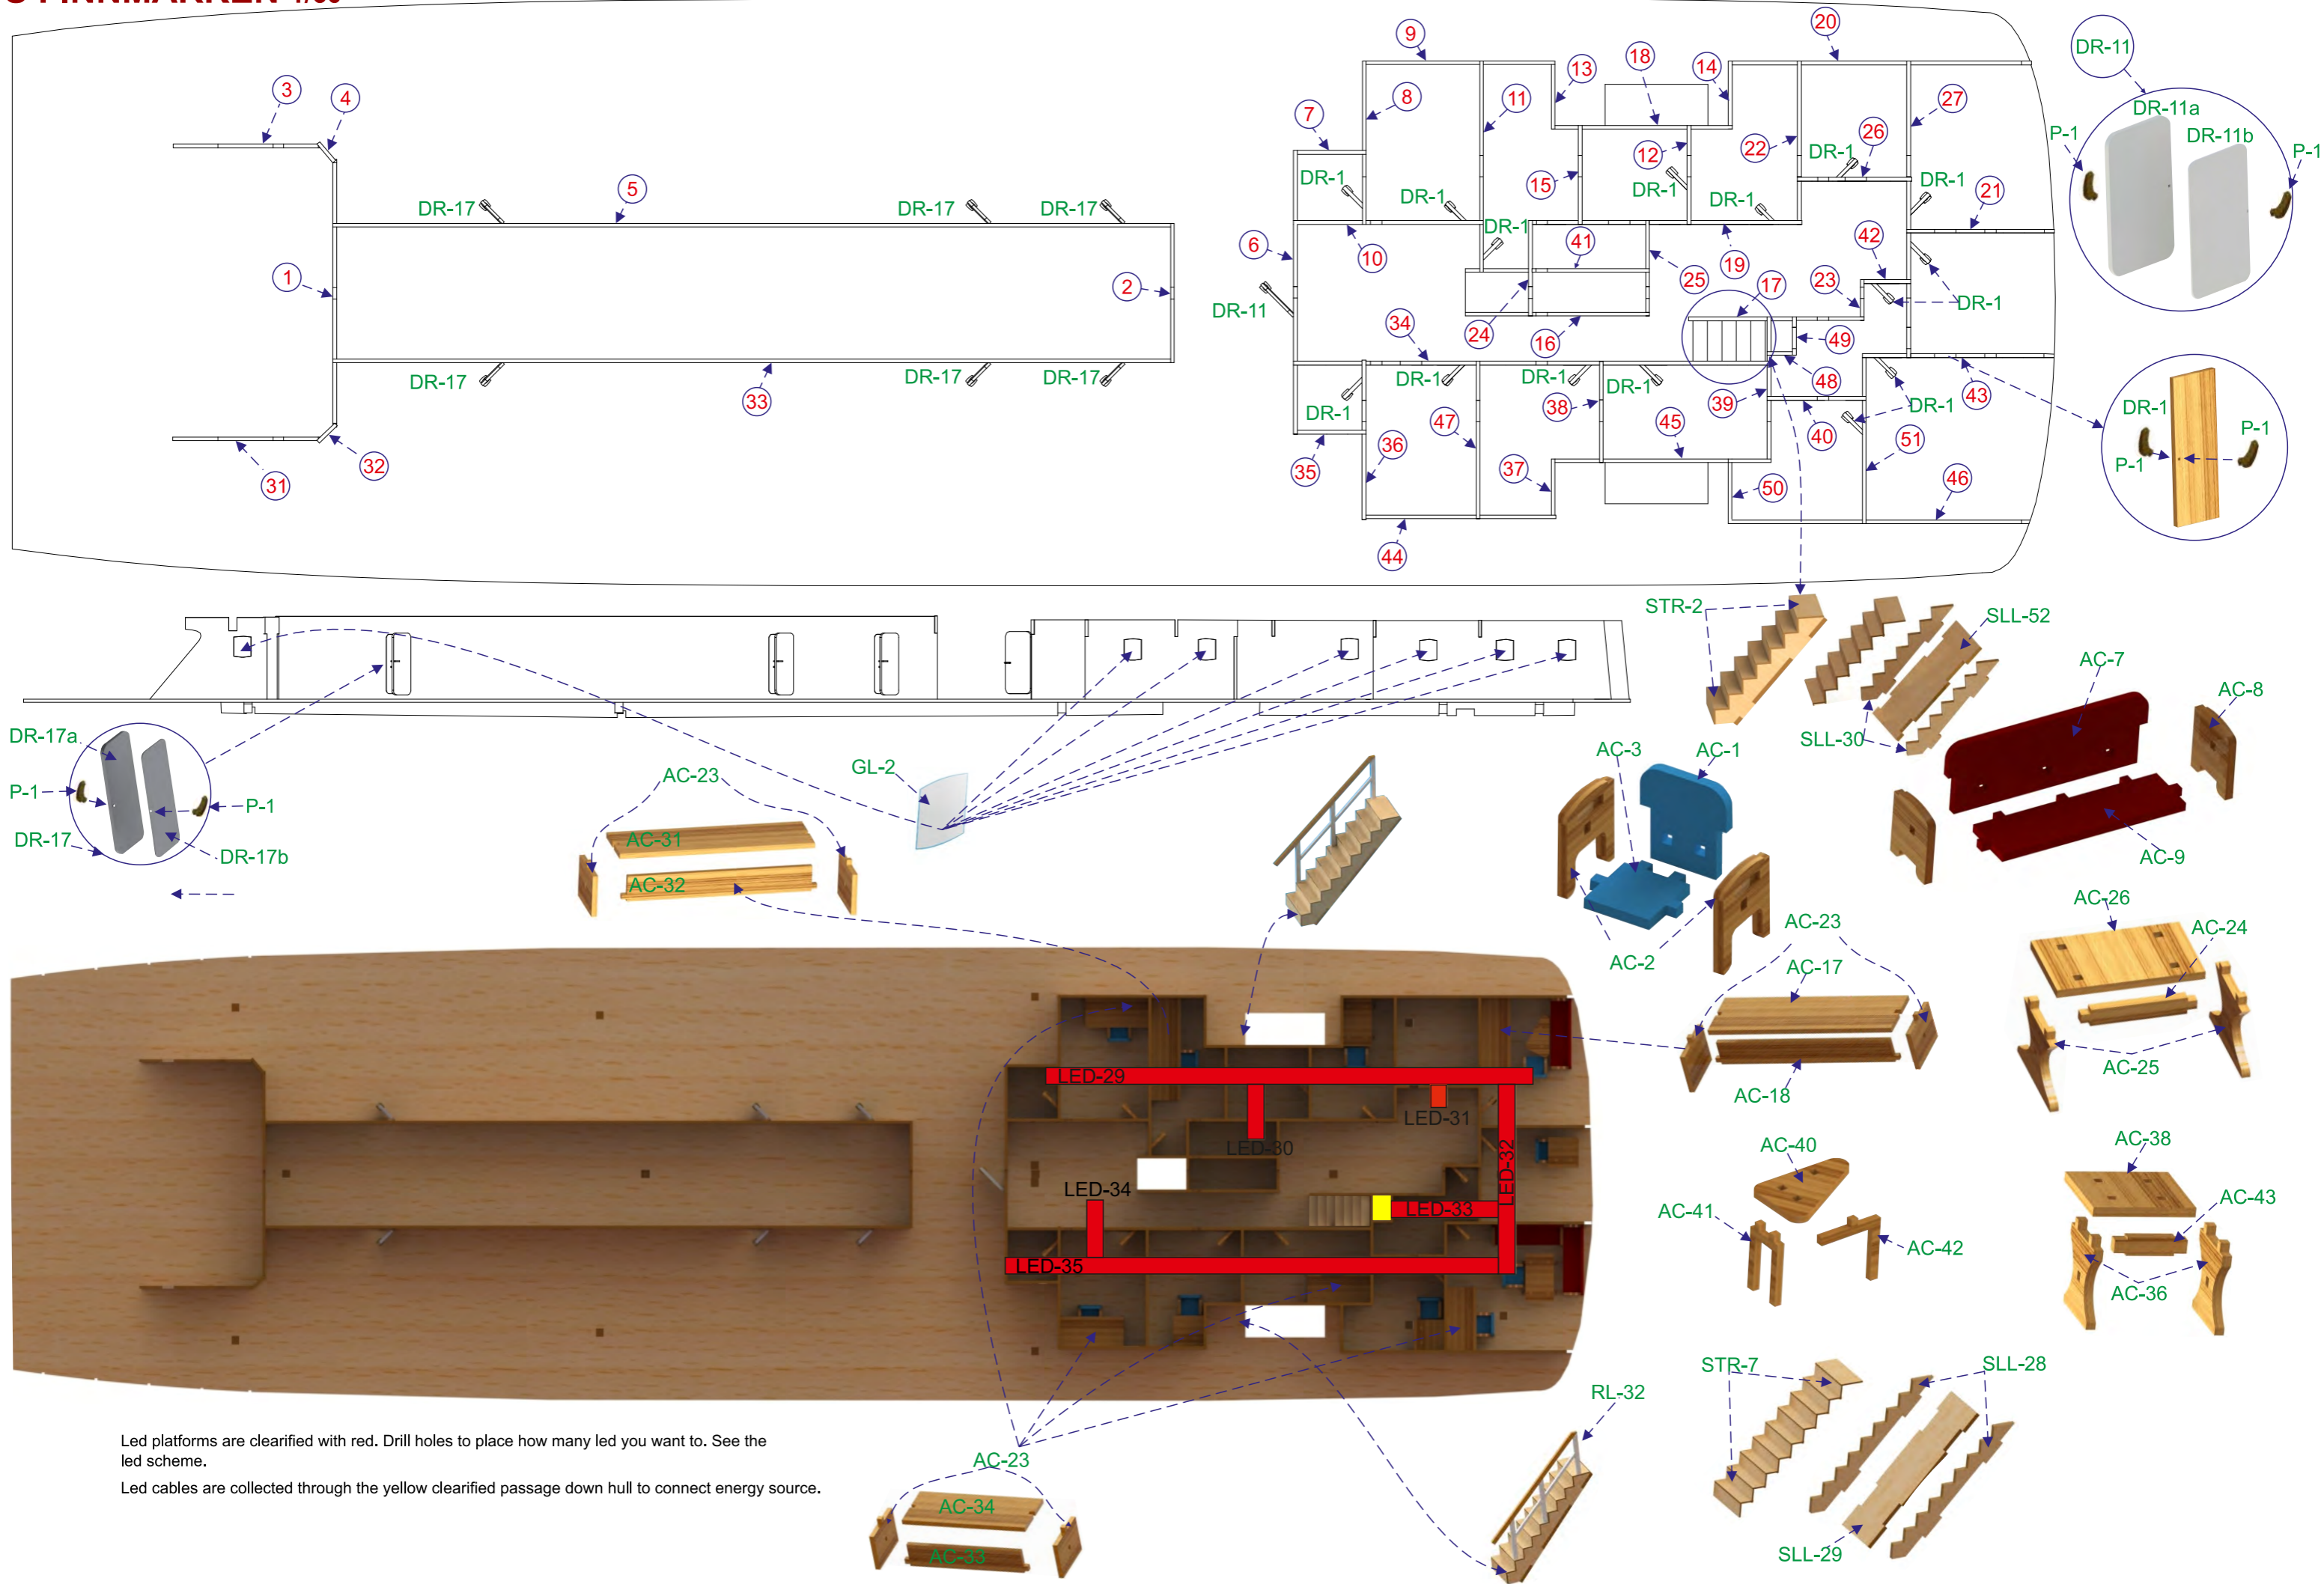 FINNMARKEN
9
20
18
14
13
DR-11
3
4
8
11
27
DR-11a
7
P-1
DR-11b
26
12
22
DR-1
P-1
5
DR-1
15
DR-1
DR-1
21
DR-17
DR-17
DR-17
DR-1
DR-1
DR-1
6
10
41
19
42
1
2
25
17
23
DR-1
DR-11
34
24
16
49
DR-17
DR-17
DR-17
DR-1
DR-1
DR-1
48
43
33
DR-1
38
39
DR-1
DR-1
47
45
40
51
P-1
32
36
P-1
31
35
37
50
46
44
STR-2
SLL-52
AC-7
AC-8
DR-17a
SLL-30
AC-3
AC-1
GL-2
AC-23
P-1
P-1
AC-31
DR-17
DR-17b
AC-9
AC-32
AC-26
AC-23
AC-24
AC-2
AC-17
LED-29
AC-25
AC-18
LED-31
LED-30
LED-32
AC-40
AC-38
LED-34
AC-43
LED-33
AC-41
AC-42
LED-35
AC-36
STR-7
SLL-28
RL-32
Led platforms are clearified with red. Drill holes to place how many led you want to. See the
led scheme.
AC-23
Led cables are collected through the yellow clearified passage down hull to connect energy source.
AC-34
AC-33
SLL-29